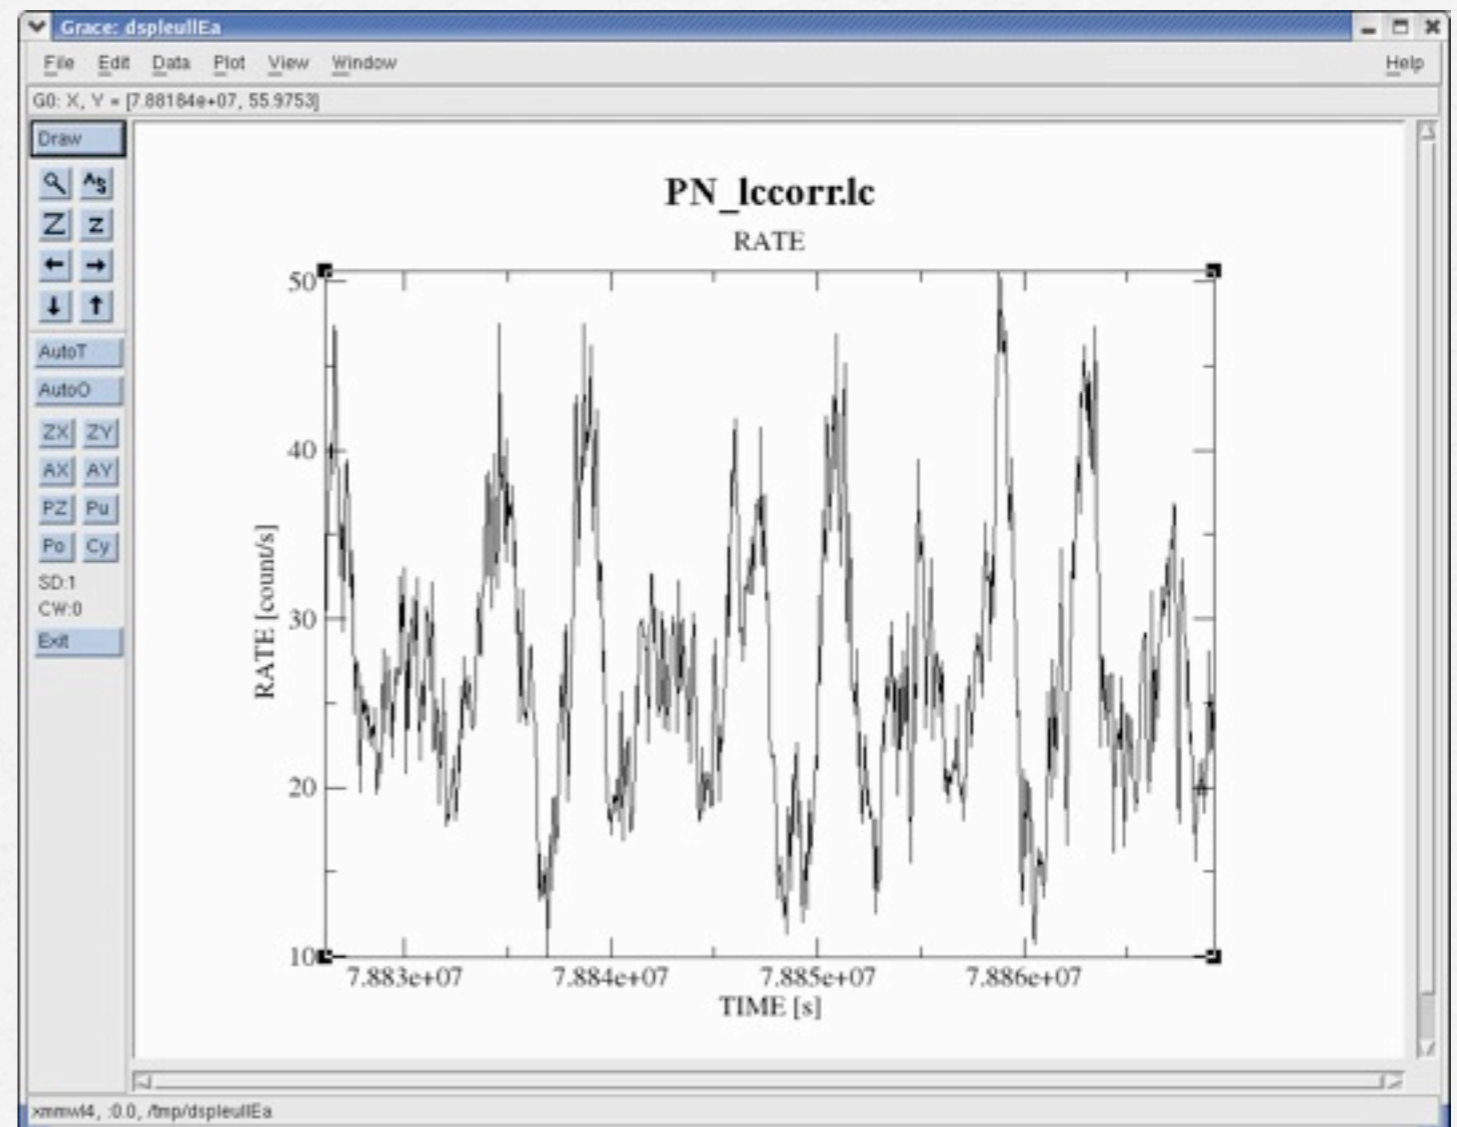 Grace: dspleullEa
File Edit Data Plot View Window Help
G0: X, Y = [7.88184e+07, 55.9753]
Draw
AS
Z z
AutoT
AutoO
ZX ZY
AX AY
PZ Pu
Po Cy
SD:1
CW:0
Exit
PN_lccorr.lc
RATE
50
40
30
20
10
RATE [count/s]
7.883e+07 7.884e+07 7.885e+07 7.886e+07
TIME [s]
xmmwl4, :0.0, /tmp/dspleullEa